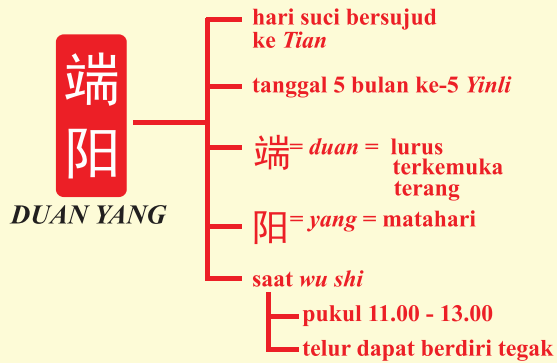 端
阳
DUAN YANG
hari suci bersujud
ke Tian
tanggal 5 bulan ke-5 Yinli
端= duan = lurus
terkemuka
terang
阳= yang = matahari
saat wu shi
pukul 11.00 - 13.00
telur dapat berdiri tegak